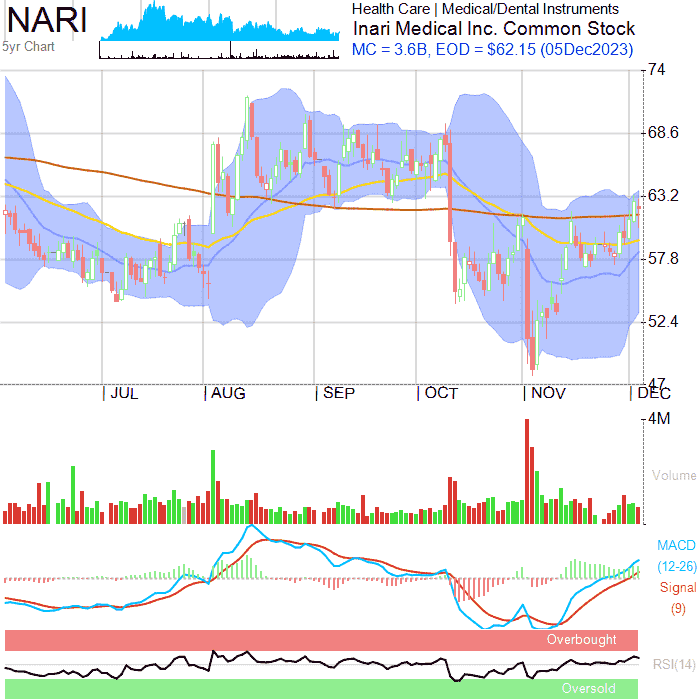 NARI
5yr Chart
Health Care | Medical/Dental Instruments
Inari Medical Inc. Common Stock
MC = 3.6B, EOD = $62.15 (05Dec2023)
74
68.6
63.2
57.8
52.4
47
JUL AUG SEP OCT NOV DEC
4M
Volume
MACD
(12-26)
Signal
(9)
Overbought
RSI(14)
Oversold